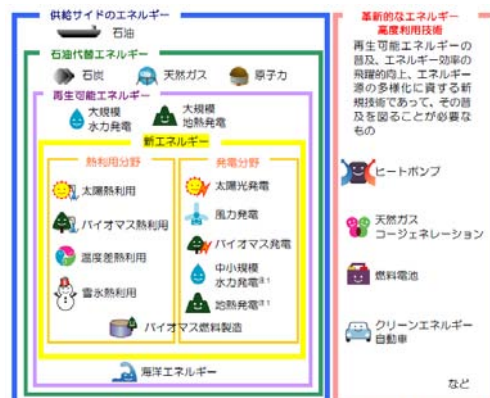 供給サイドのエネルギー
石油
石油代替エネルギー
石炭
天然ガス
原子力
再生可能エネルギー
大規模
水力発電
大規模
地熱発電
新エネルギー
熱利用分野
太陽熱利用
バイオマス熱利用
温度差熱利用
雪氷熱利用
発電分野
太陽光発電
風力発電
バイオマス発電
中小規模
水力発電注1
地熱発電注1
バイオマス燃料製造
海洋エネルギー
革新的なエネルギー
高度利用技術
再生可能エネルギーの
普及、エネルギー効率の
飛躍的向上、エネルギー
源の多様化に資する新
規技術であって、その普
及を図ることが必要な
もの
ヒートポンプ
天然ガス
コージェネレーション
燃料電池
クリーンエネルギー
自動車
など